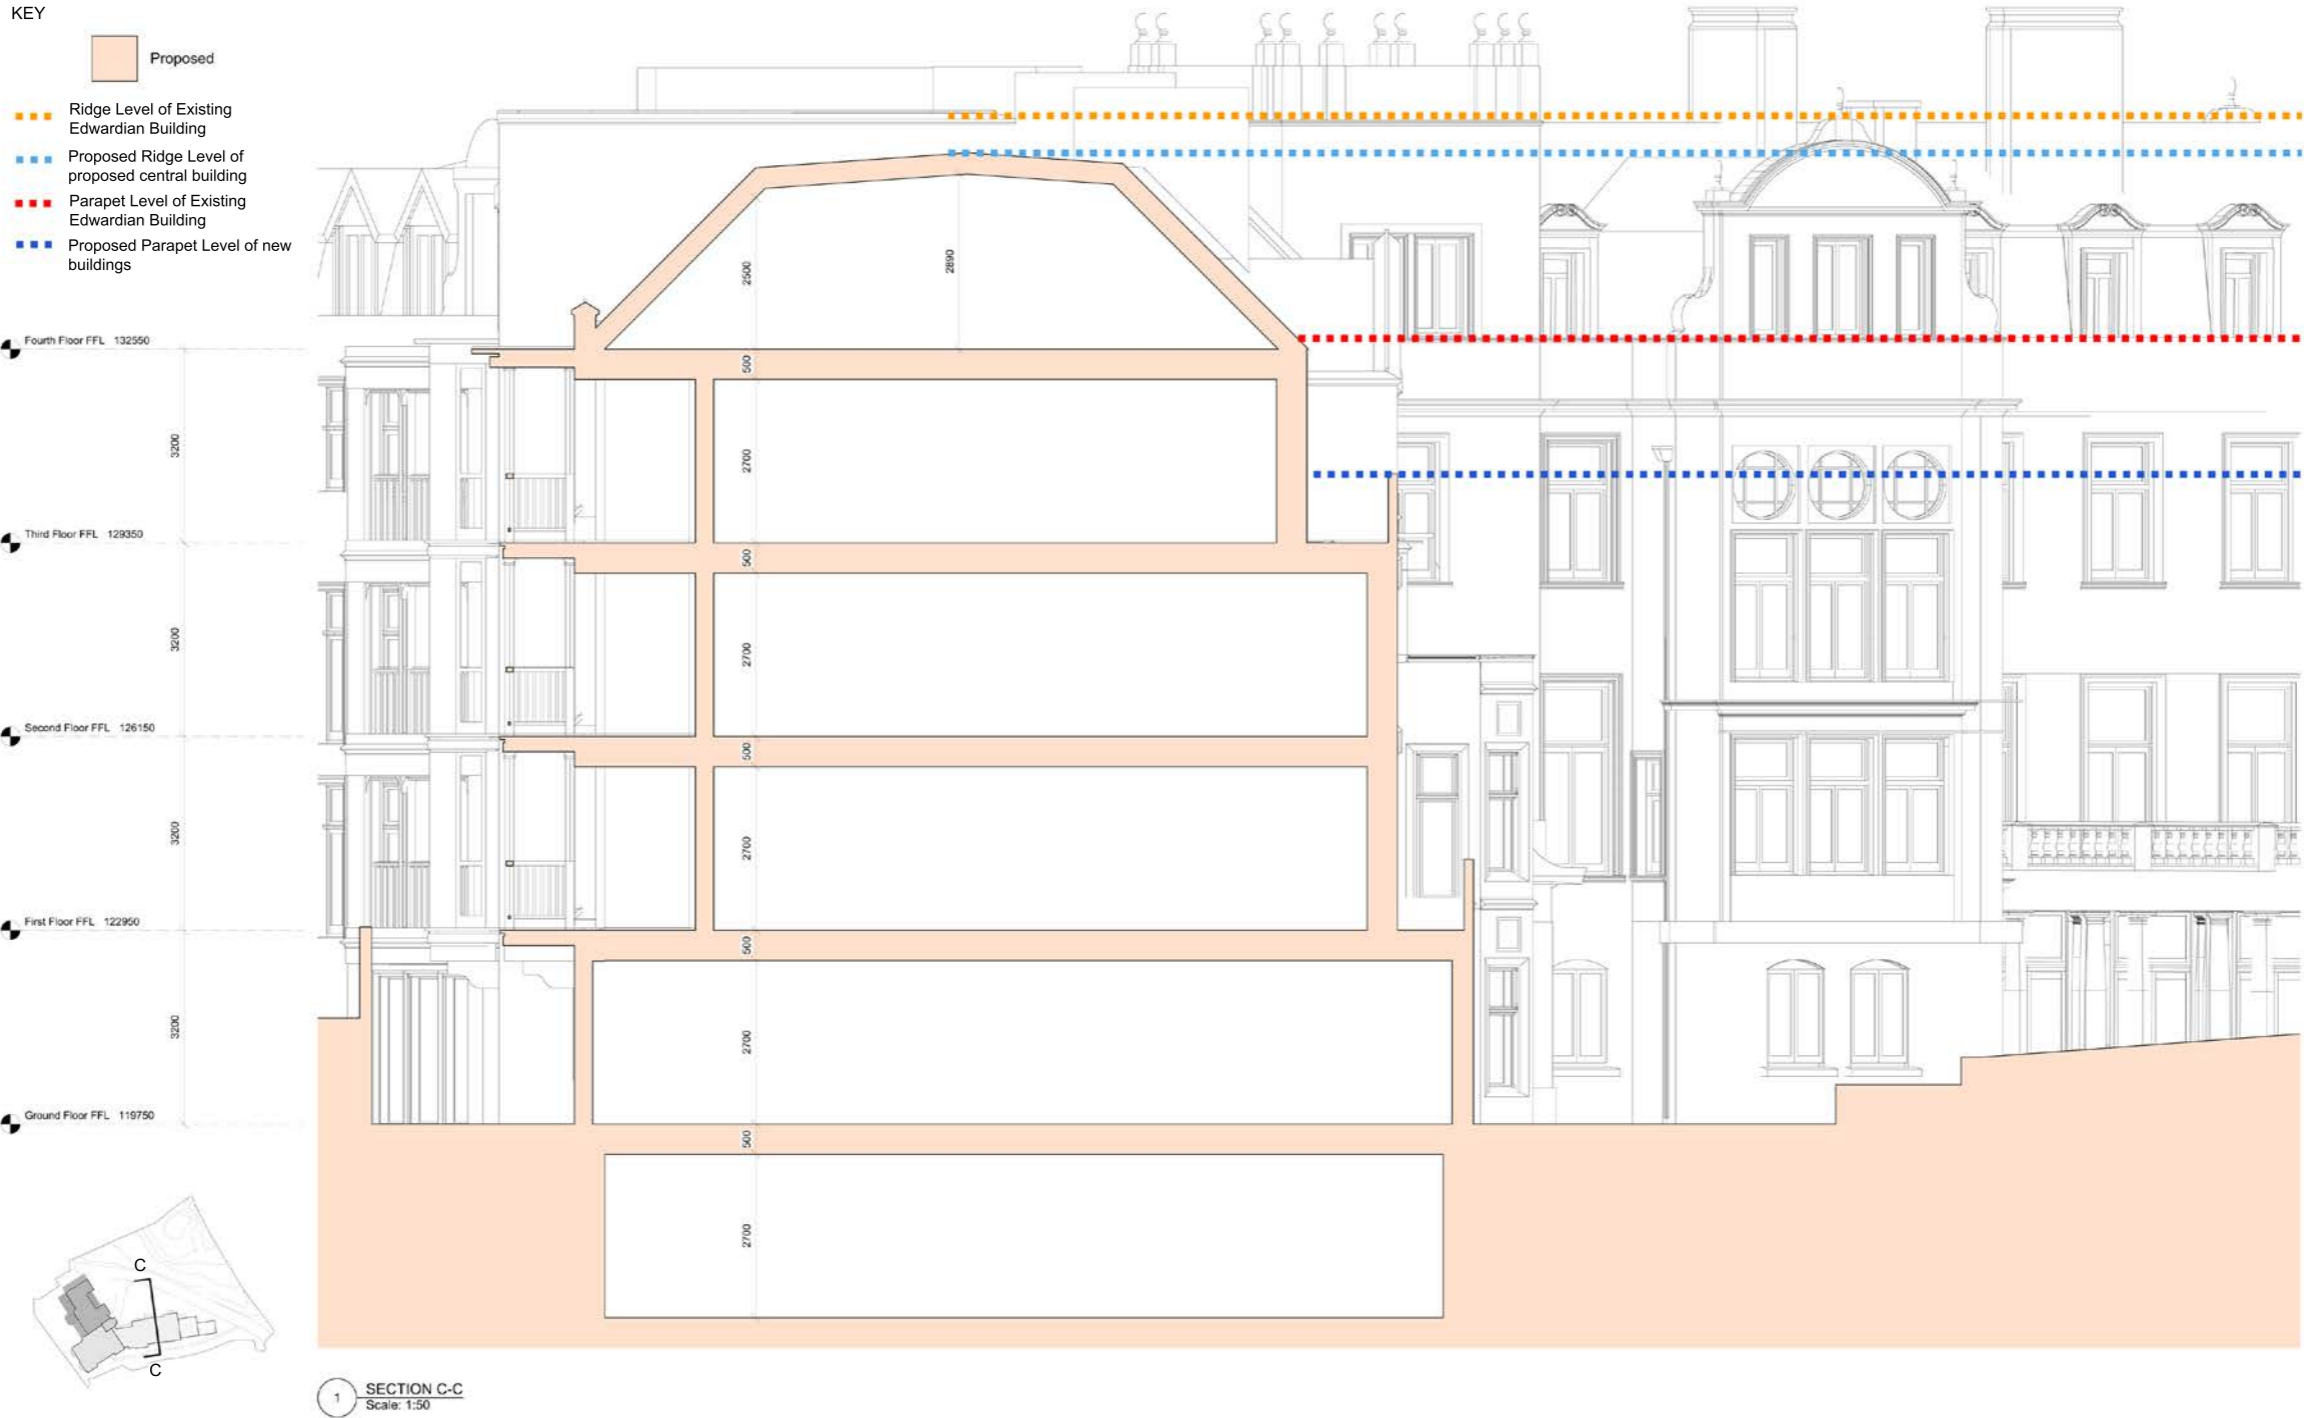 KEY
Proposed
Ridge Level of Existing
Edwardian Building
Proposed Ridge Level of
proposed central building
Parapet Level of Existing
Edwardian Building
Proposed Parapet Level of new
buildings
2500
2890
Fourth Floor FFL 132550
500
3200
2700
Third Floor FFL 129350
500
3200
2700
Second Floor FFL 126150
500
3200
2700
First Floor FFL 122950
500
3200
2700
Ground Floor FFL 119750
500
2700
C
C
1
SECTION C-C
Scale: 1:50